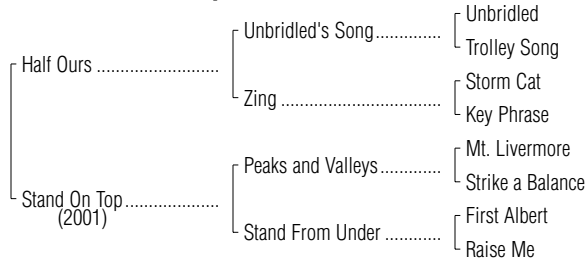 Unbridled
Unbridled's Song..............
Trolley Song
Half Ours ..........................
Storm Cat
Zing ..................................
Key Phrase
Mt. Livermore
Peaks and Valleys.............
Strike a Balance
Stand On Top....................
(2001)
First Albert
Stand From Under ............
Raise Me